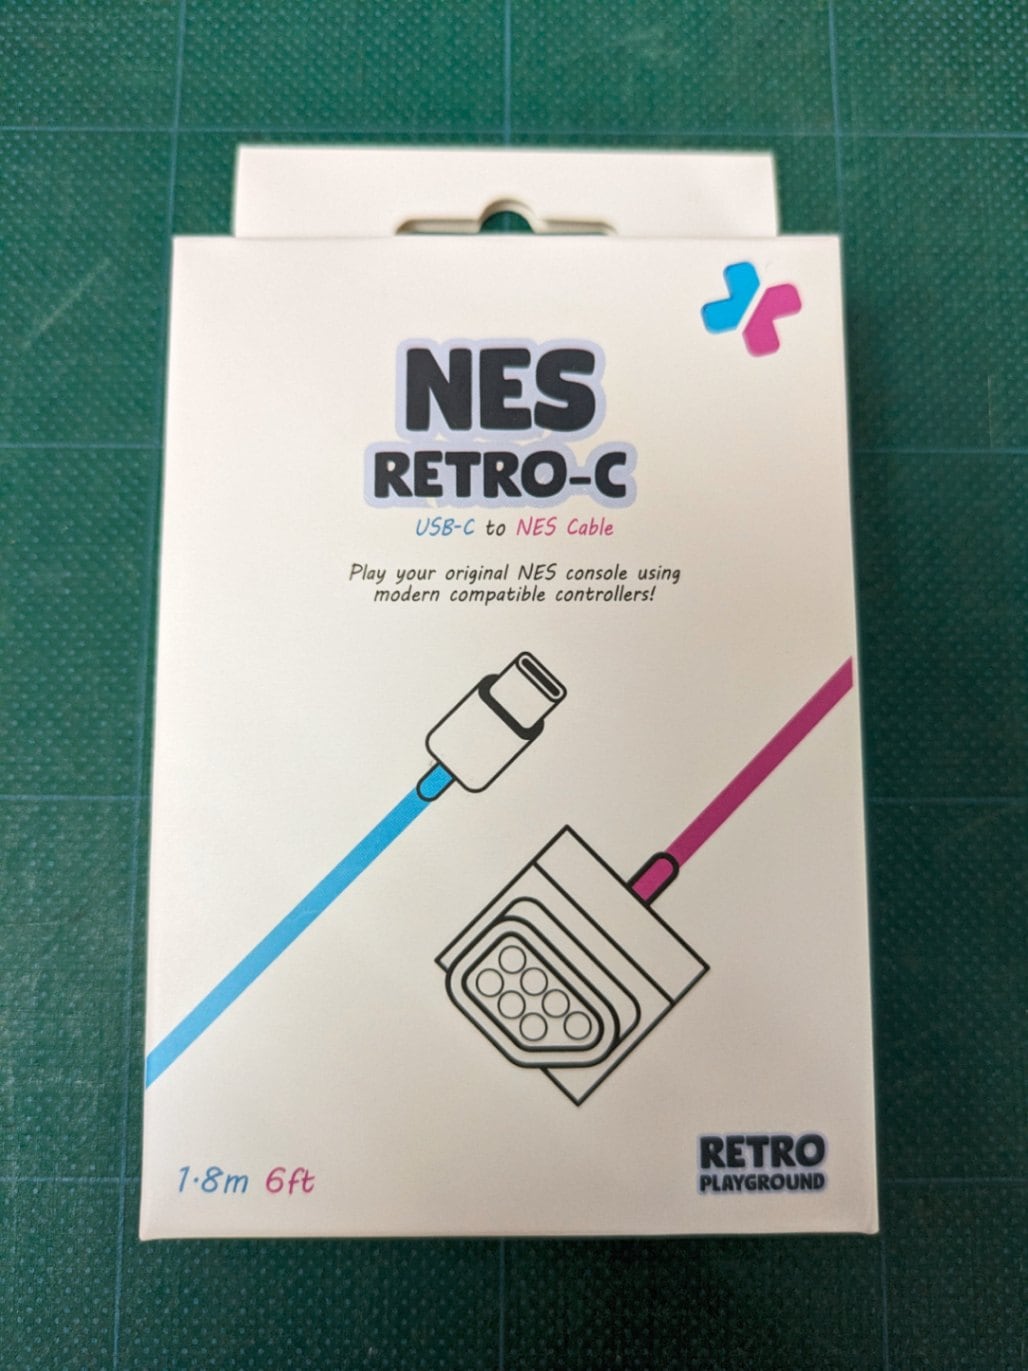 NES
RETRO-C
USB-C to NES Cable
Play your original NES console using
modern compatible controllers!
1·8m 6ft
RETRO
PLAYGROUND